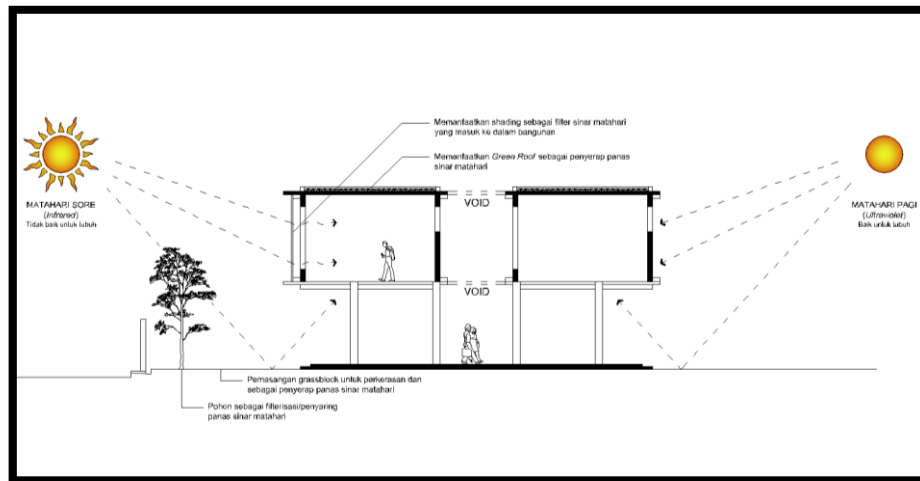 Memanfaatkan shading sebagai filter sinar matahari
yang masuk ke dalam bangunan
Memanfaatkan Green Roof sebagai penyerap panas
sinar matahari
MATAHARI SORE
(Infrared)
Tidak baik untuk tubuh
MATAHARI PAGI
(Ultraviolet)
Baik untuk tubuh
VOID
VOID
Pemasangan grassblock untuk perkerasan dan
sebagai penyerap panas sinar matahari
Pohon sebagai filterisasi/penyaring
panas sinar matahari